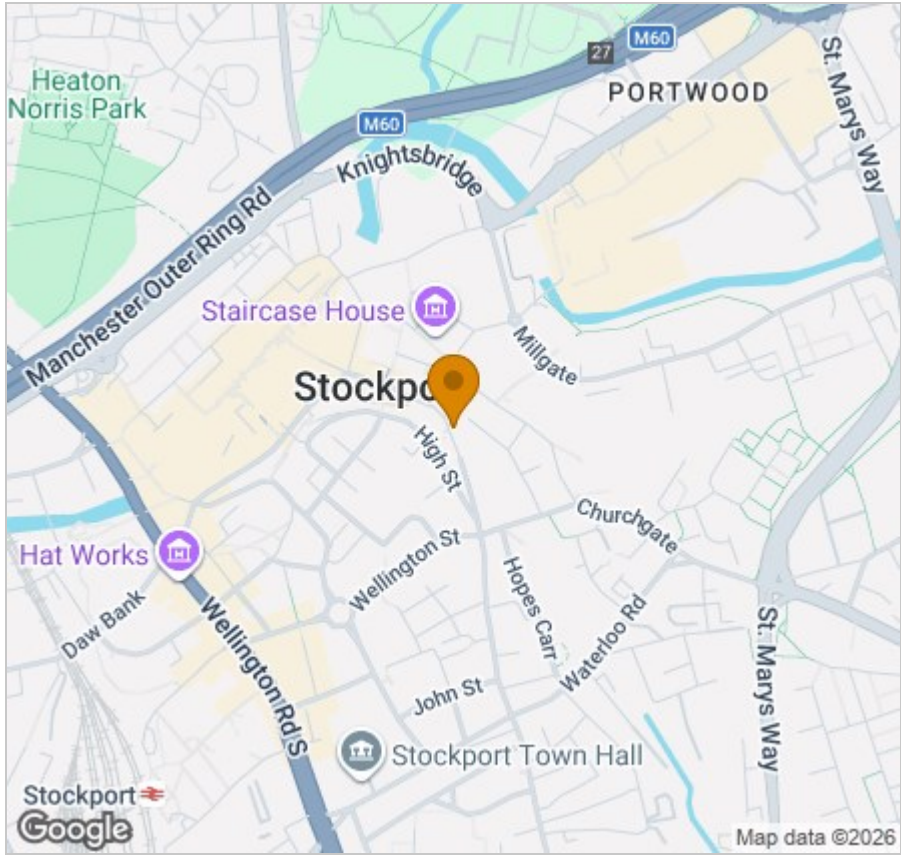 M60
27
PORTWOOD
St. Marys Way
Heaton
Norris Park
M60
Knightsbridge
Manchester Outer Ring Rd
Staircase House
Millgate
Stockpo
High St
Churchgate
Hat Works
Wellington St
Daw Bank
Hopes Carr
Waterloo Rd
Wellington Rd S
John St
St. Marys Way
Stockport Town Hall
Stockport
Google
Map data ©2026